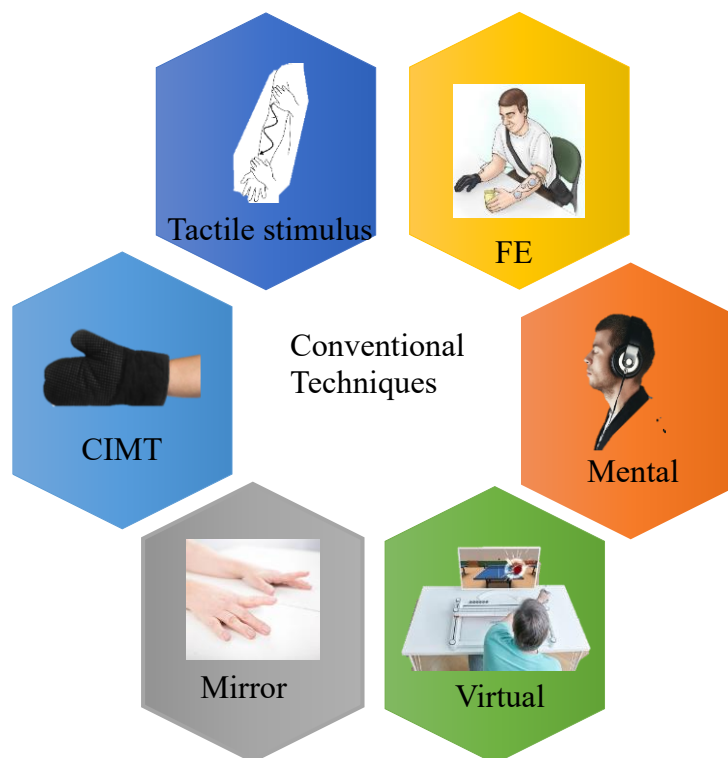 Tactile stimulus
FE
Conventional
Techniques
CIMT
Mental
Mirror
Virtual